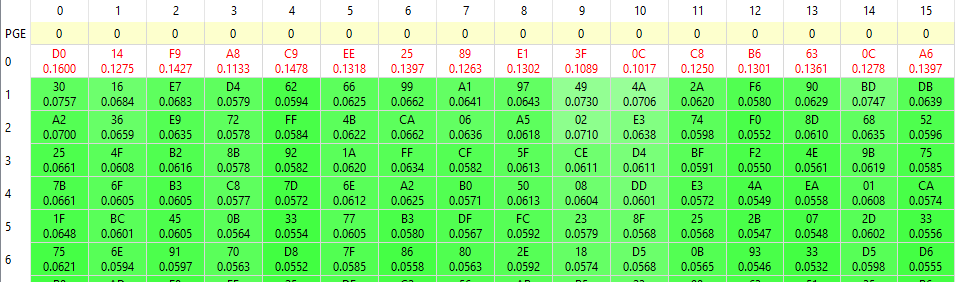 0 1 2 3 4 5 6 7 8 9 10 11 12 13 14 15
PGE 0 0 0 0 0 0 0 0 0 0 0 0 0 0 0 0
0 D0 14 F9 A8 C9 EE 25 89 E1 3F 0C C8 B6 63 0C A6
0.1600 0.1275 0.1427 0.1133 0.1478 0.1318 0.1397 0.1263 0.1302 0.1089 0.1017 0.1250 0.1301 0.1361 0.1278 0.1397
1 30 16 E7 D4 62 66 99 A1 97 49 4A 2A F6 90 BD DB
0.0757 0.0684 0.0683 0.0579 0.0594 0.0625 0.0662 0.0641 0.0643 0.0730 0.0706 0.0620 0.0580 0.0629 0.0747 0.0639
2 A2 36 E9 72 FF 4B CA 06 A5 02 E3 74 F0 8D 68 52
0.0700 0.0659 0.0635 0.0578 0.0584 0.0622 0.0662 0.0636 0.0618 0.0710 0.0638 0.0598 0.0552 0.0610 0.0635 0.0596
3 25 4F B2 8B 92 1A FF CF 5F CE D4 BF F2 4E 9B 75
0.0661 0.0608 0.0616 0.0578 0.0582 0.0620 0.0634 0.0582 0.0613 0.0611 0.0611 0.0591 0.0550 0.0561 0.0619 0.0585
4 7B 6F B3 C8 7D 6E A2 B0 50 08 DD E3 4A EA 01 CA
0.0661 0.0605 0.0605 0.0577 0.0572 0.0612 0.0625 0.0571 0.0613 0.0604 0.0601 0.0572 0.0549 0.0558 0.0608 0.0574
5 1F BC 45 0B 33 77 B3 DF FC 23 8F 25 2B 07 2D 33
0.0648 0.0601 0.0605 0.0564 0.0554 0.0605 0.0580 0.0567 0.0592 0.0579 0.0568 0.0568 0.0547 0.0548 0.0602 0.0556
6 75 6E 91 70 D8 7F 86 80 2E 18 D5 0B 93 33 D5 D6
0.0621 0.0594 0.0597 0.0563 0.0552 0.0585 0.0558 0.0563 0.0592 0.0574 0.0568 0.0565 0.0546 0.0532 0.0598 0.0555